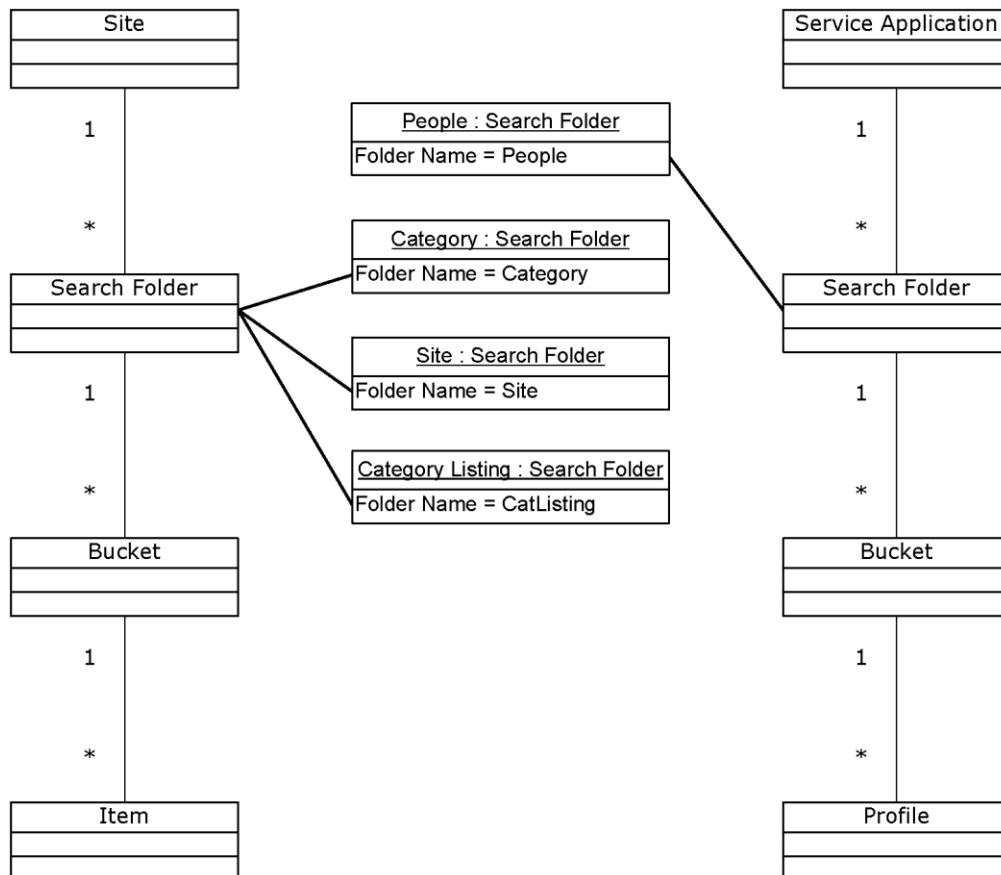 Site
Service Application
1
1
People : Search Folder
Folder Name = People
*
*
Category : Search Folder
Folder Name = Category
Search Folder
Search Folder
Site : Search Folder
Folder Name = Site
1
1
Category Listing : Search Folder
Folder Name = CatListing
*
*
Bucket
Bucket
1
1
*
*
Item
Profile